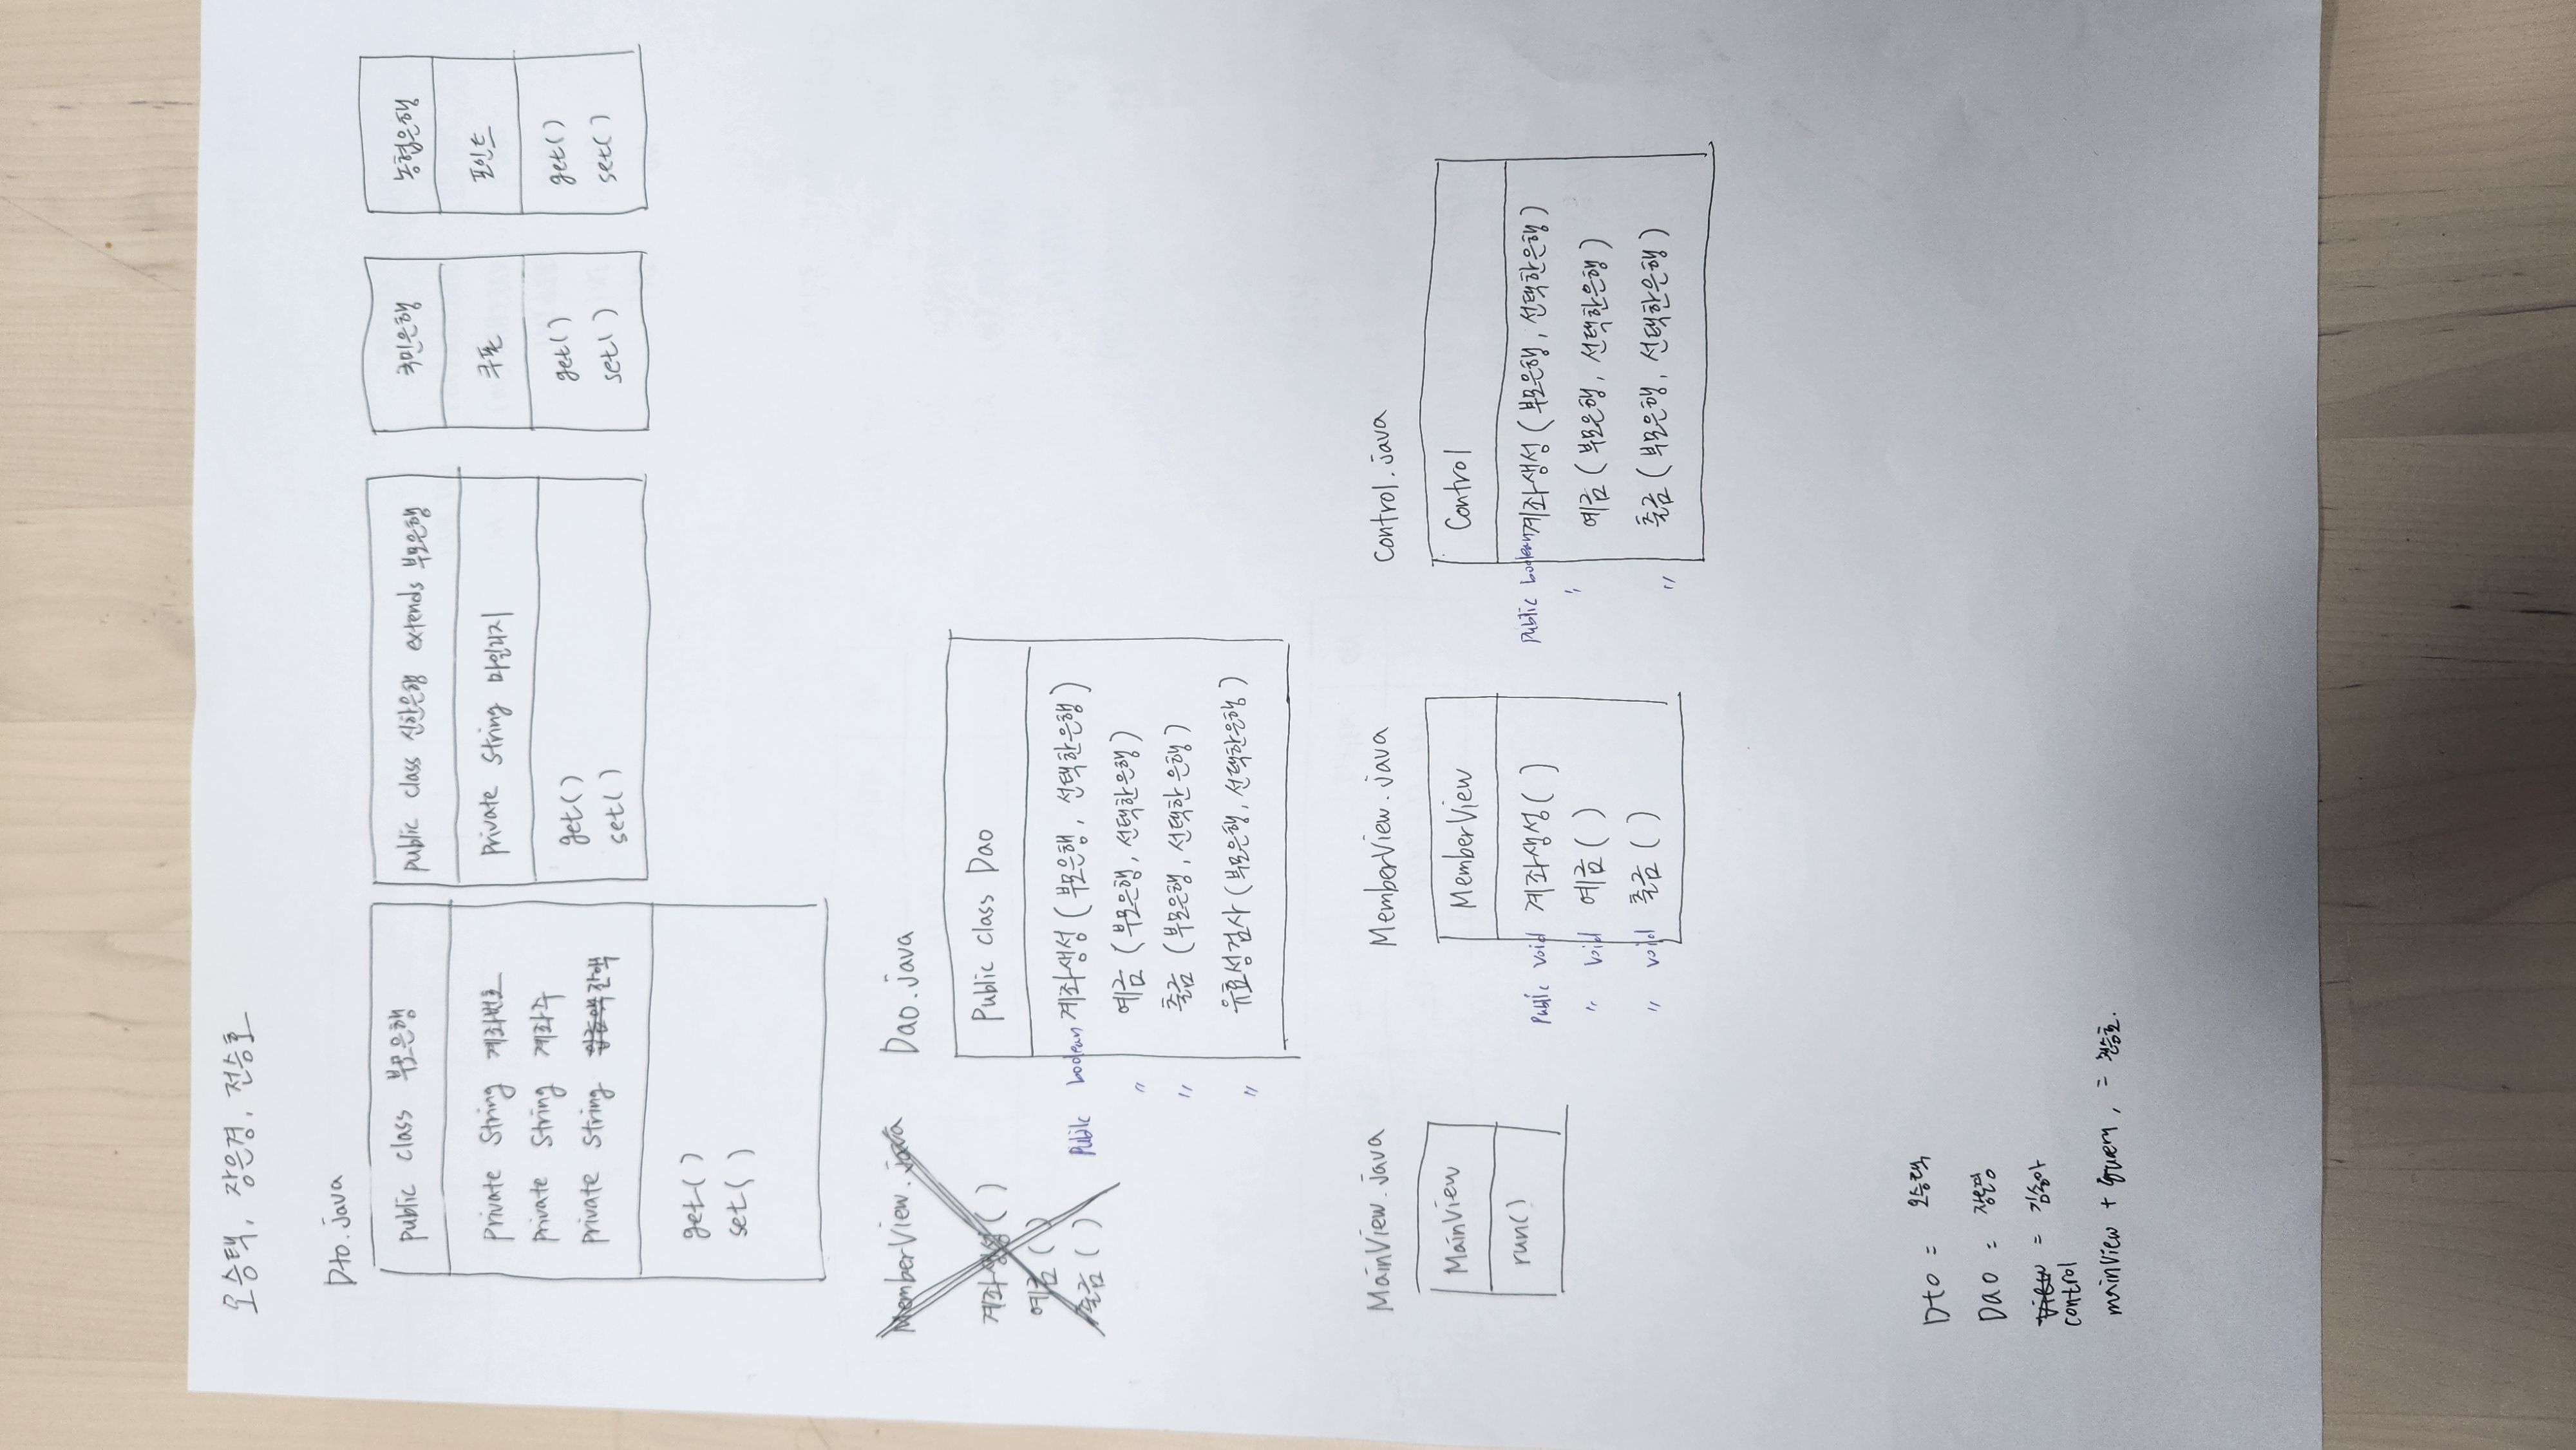 오승택, 장은경, 전승호
Dto.java
public class 부모은행
private String 계좌번호
private String 계좌주
private String 입금액 잔액
get( )
set( )
public class 신한은행 extends 부모은행
private String 마일리지
get( )
set( )
국민은행
쿠폰
get( )
set( )
농협은행
포인트
get( )
set( )
MemberView.java
계좌생성( )
예금( )
출금( )
Dao.java
Public class Dao
Public boolean 계좌생성(부모은행, 선택한은행)
" 예금(부모은행, 선택한은행)
" 출금(부모은행, 선택한은행)
" 유효성검사(부모은행, 선택한은행)
MainView.java
MainView
run()
MemberView.java
MemberView
Public void 계좌생성( )
" void 예금( )
" void 출금( )
Control.java
Control
Public boolean 계좌생성(부모은행, 선택한은행)
" 예금(부모은행, 선택한은행)
" 출금(부모은행, 선택한은행)
Dto = 오승택
Dao = 장은경
view = 김송아
control
mainView + query, = 전승호.